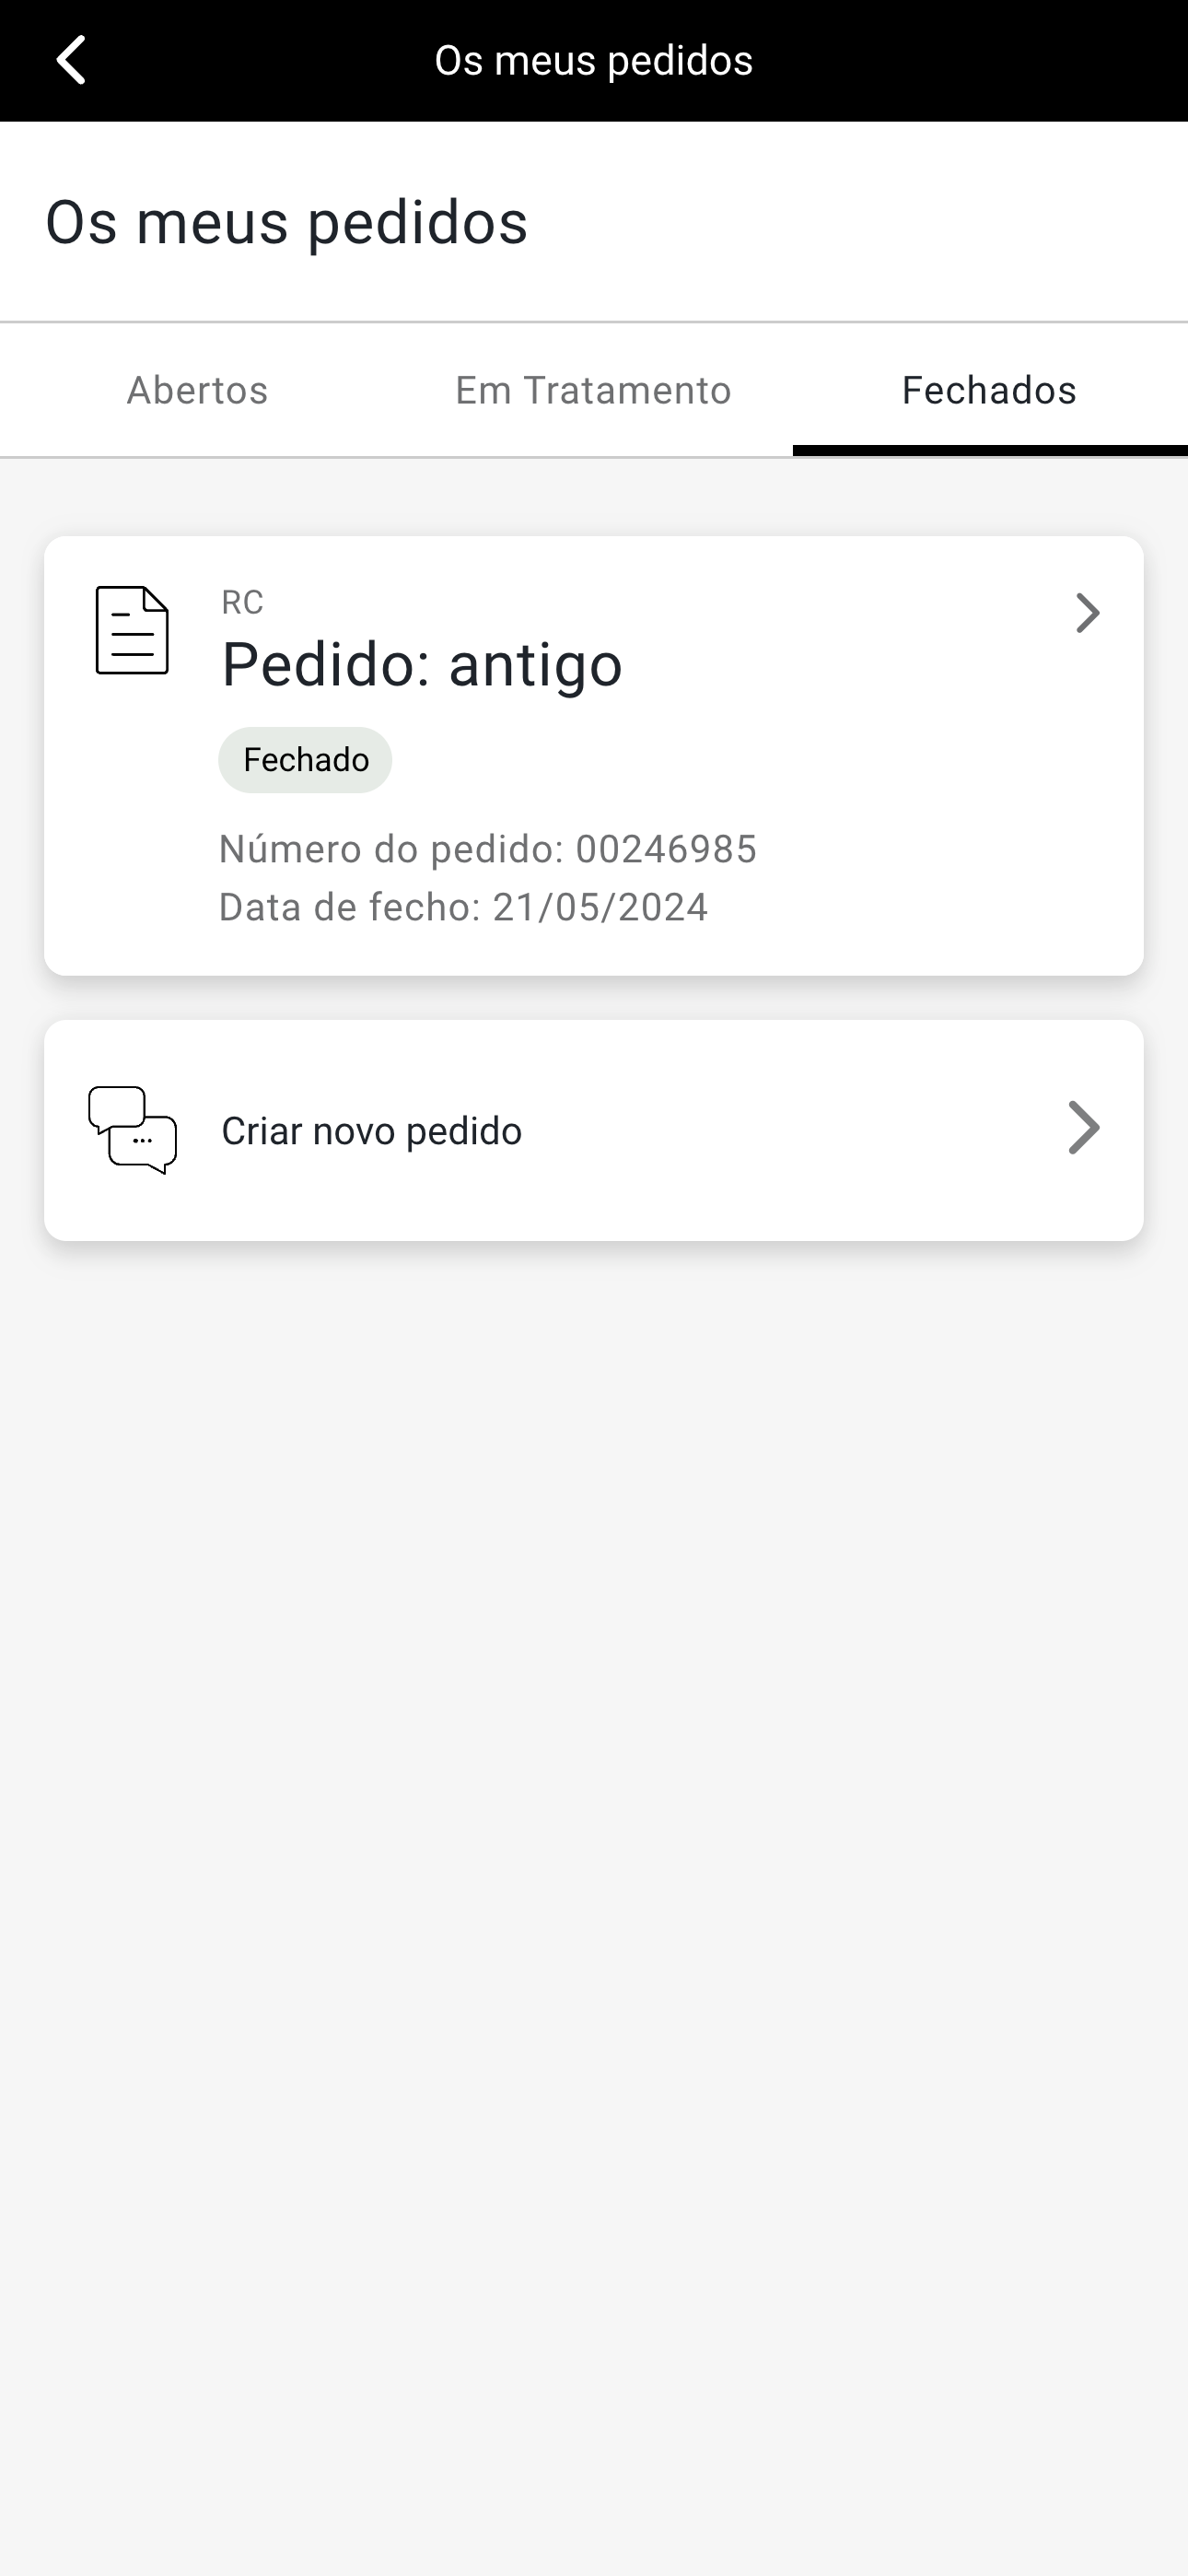 Os meus pedidos
Os meus pedidos
Abertos
Em Tratamento
Fechados
RC
Pedido: antigo
Fechado
Número do pedido: 00246985
Data de fecho: 21/05/2024
Criar novo pedido